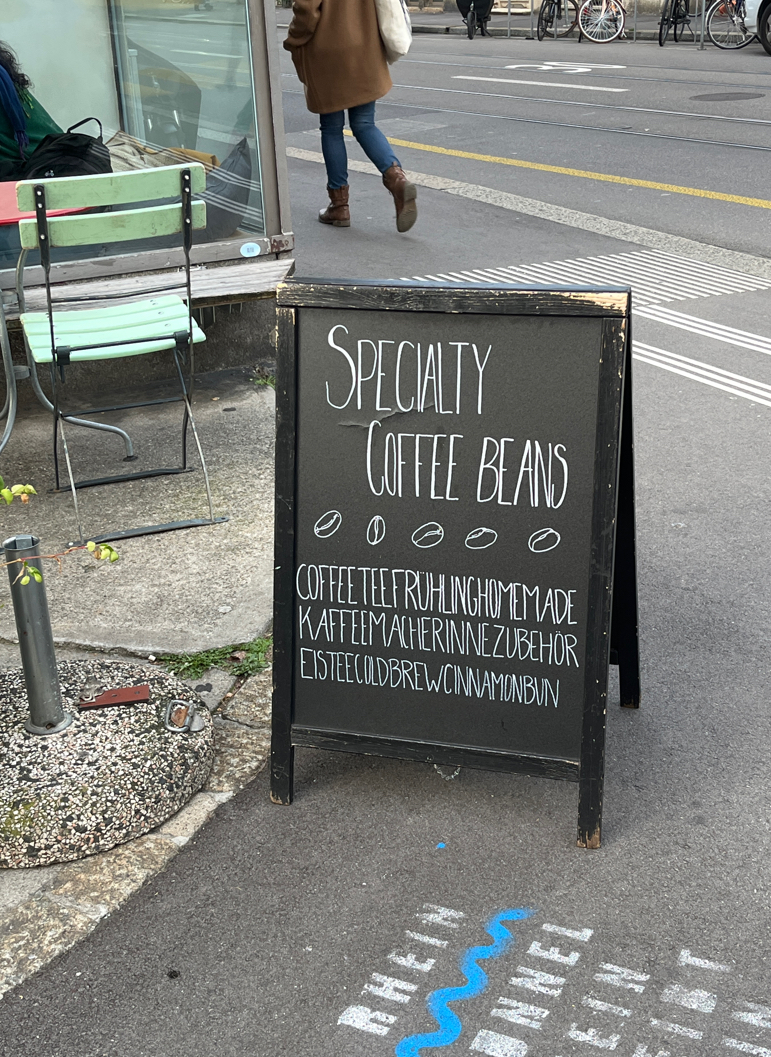 SPECIALTY
COFFEE BEANS
COFFEETEEFRÜHLINGHOMEMADE
KAFFEEMACHERINNEZUBEHÖR
EISTEECOLDBREWCINNAMONBUN
RHEIN